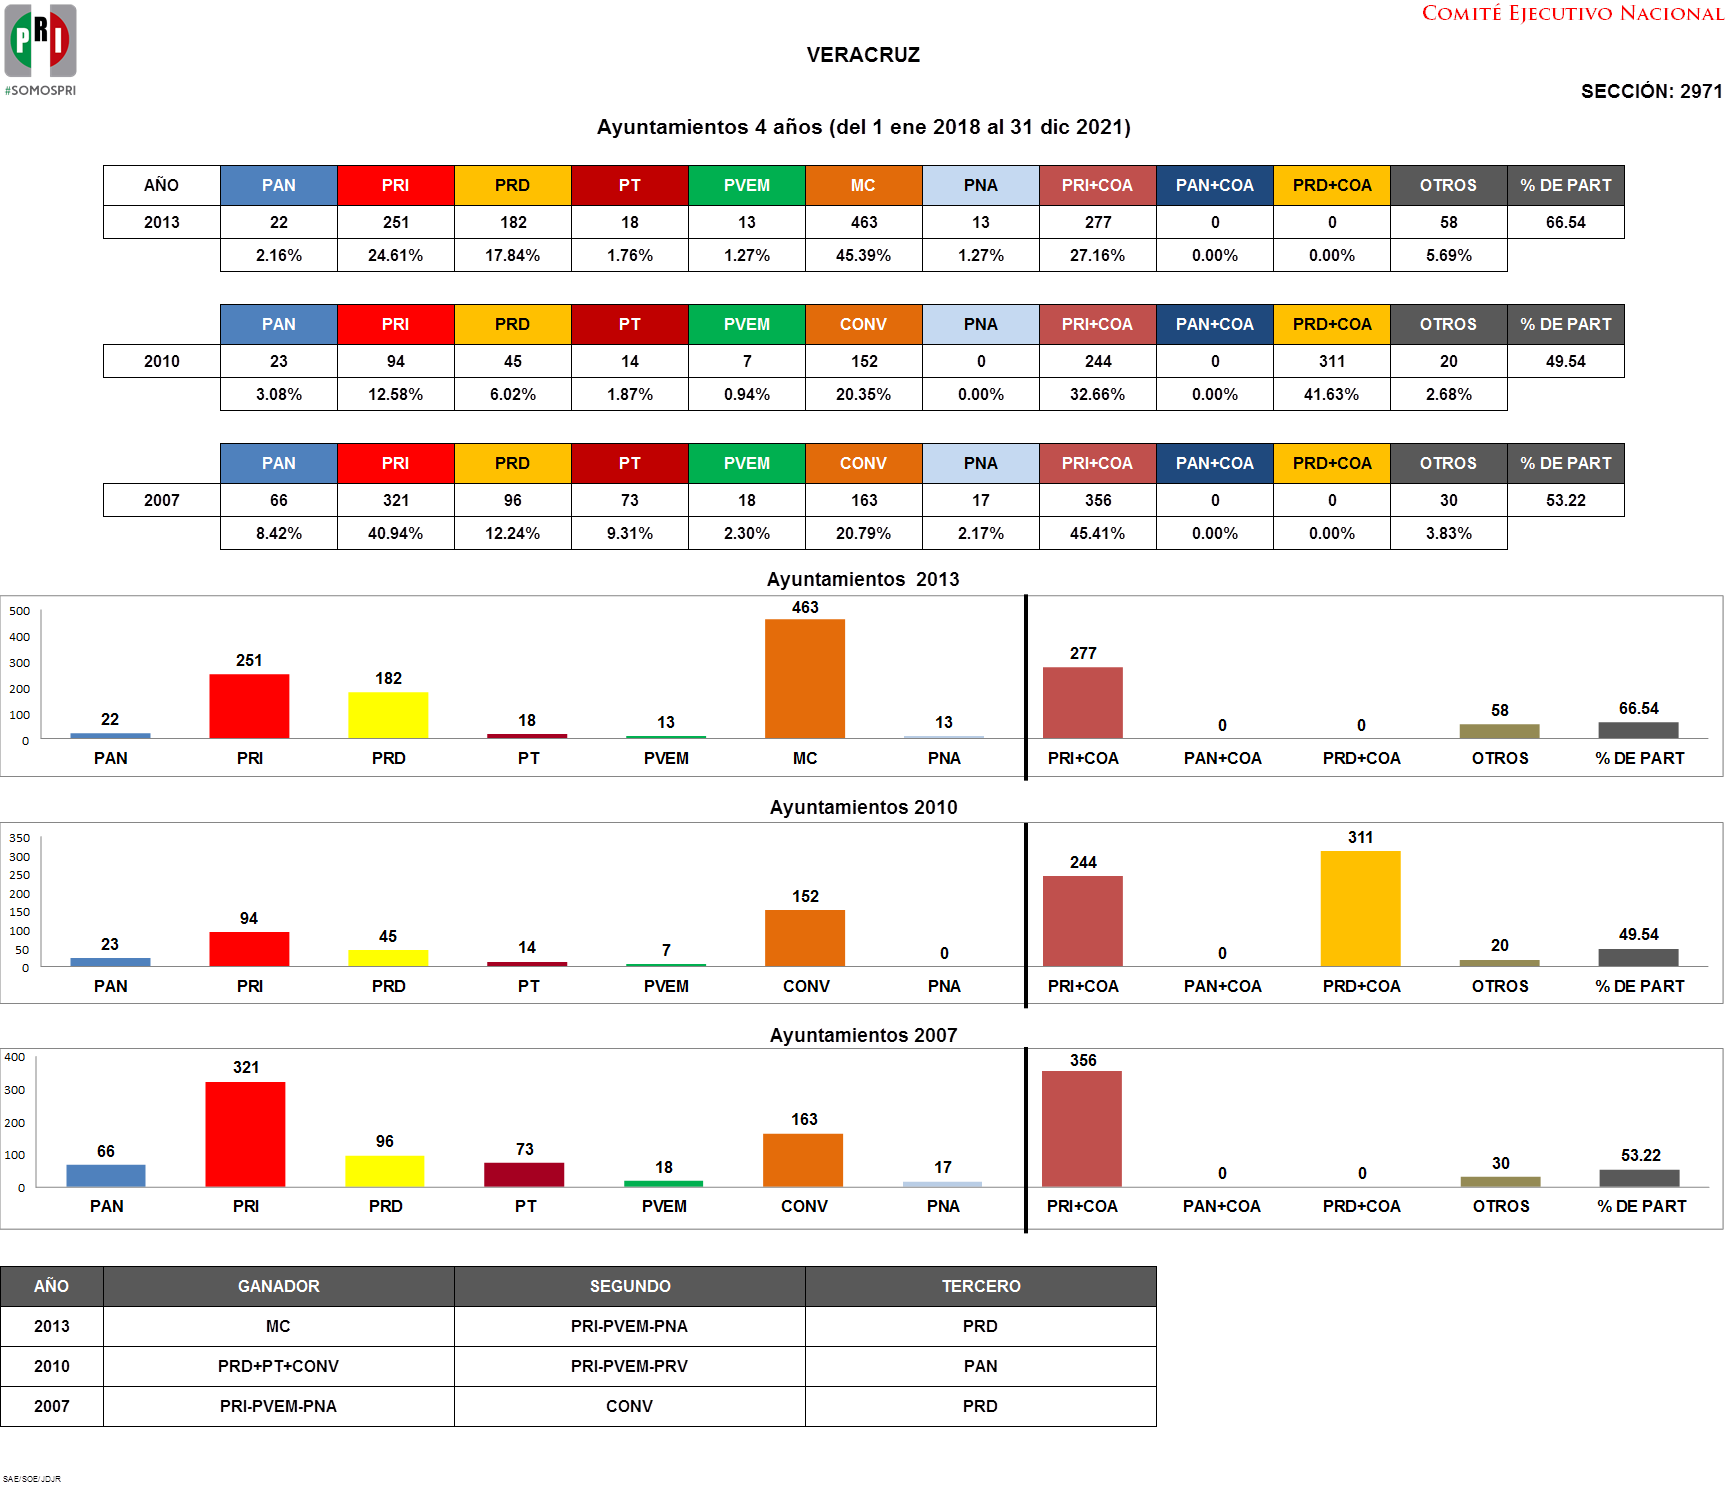 PRI
#SOMOSPRI
COMITÉ EJECUTIVO NACIONAL
VERACRUZ
SECCIÓN: 2971
Ayuntamientos 4 años (del 1 ene 2018 al 31 dic 2021)
AÑO PAN PRI PRD PT PVEM MC PNA PRI+COA PAN+COA PRD+COA OTROS % DE PART
2013 22 251 182 18 13 463 13 277 0 0 58 66.54
2.16% 24.61% 17.84% 1.76% 1.27% 45.39% 1.27% 27.16% 0.00% 0.00% 5.69%
PAN PRI PRD PT PVEM CONV PNA PRI+COA PAN+COA PRD+COA OTROS % DE PART
2010 23 94 45 14 7 152 0 244 0 311 20 49.54
3.08% 12.58% 6.02% 1.87% 0.94% 20.35% 0.00% 32.66% 0.00% 41.63% 2.68%
PAN PRI PRD PT PVEM CONV PNA PRI+COA PAN+COA PRD+COA OTROS % DE PART
2007 66 321 96 73 18 163 17 356 0 0 30 53.22
8.42% 40.94% 12.24% 9.31% 2.30% 20.79% 2.17% 45.41% 0.00% 0.00% 3.83%
Ayuntamientos 2013
500
400
300
200
100
0
22 251 182 18 13 463 13 277 0 0 58 66.54
PAN PRI PRD PT PVEM MC PNA PRI+COA PAN+COA PRD+COA OTROS % DE PART
Ayuntamientos 2010
350
300
250
200
150
100
50
0
23 94 45 14 7 152 0 244 0 311 20 49.54
PAN PRI PRD PT PVEM CONV PNA PRI+COA PAN+COA PRD+COA OTROS % DE PART
Ayuntamientos 2007
400
300
200
100
0
66 321 96 73 18 163 17 356 0 0 30 53.22
PAN PRI PRD PT PVEM CONV PNA PRI+COA PAN+COA PRD+COA OTROS % DE PART
AÑO GANADOR SEGUNDO TERCERO
2013 MC PRI-PVEM-PNA PRD
2010 PRD+PT+CONV PRI-PVEM-PRV PAN
2007 PRI-PVEM-PNA CONV PRD
SAE/SOE/JDJR